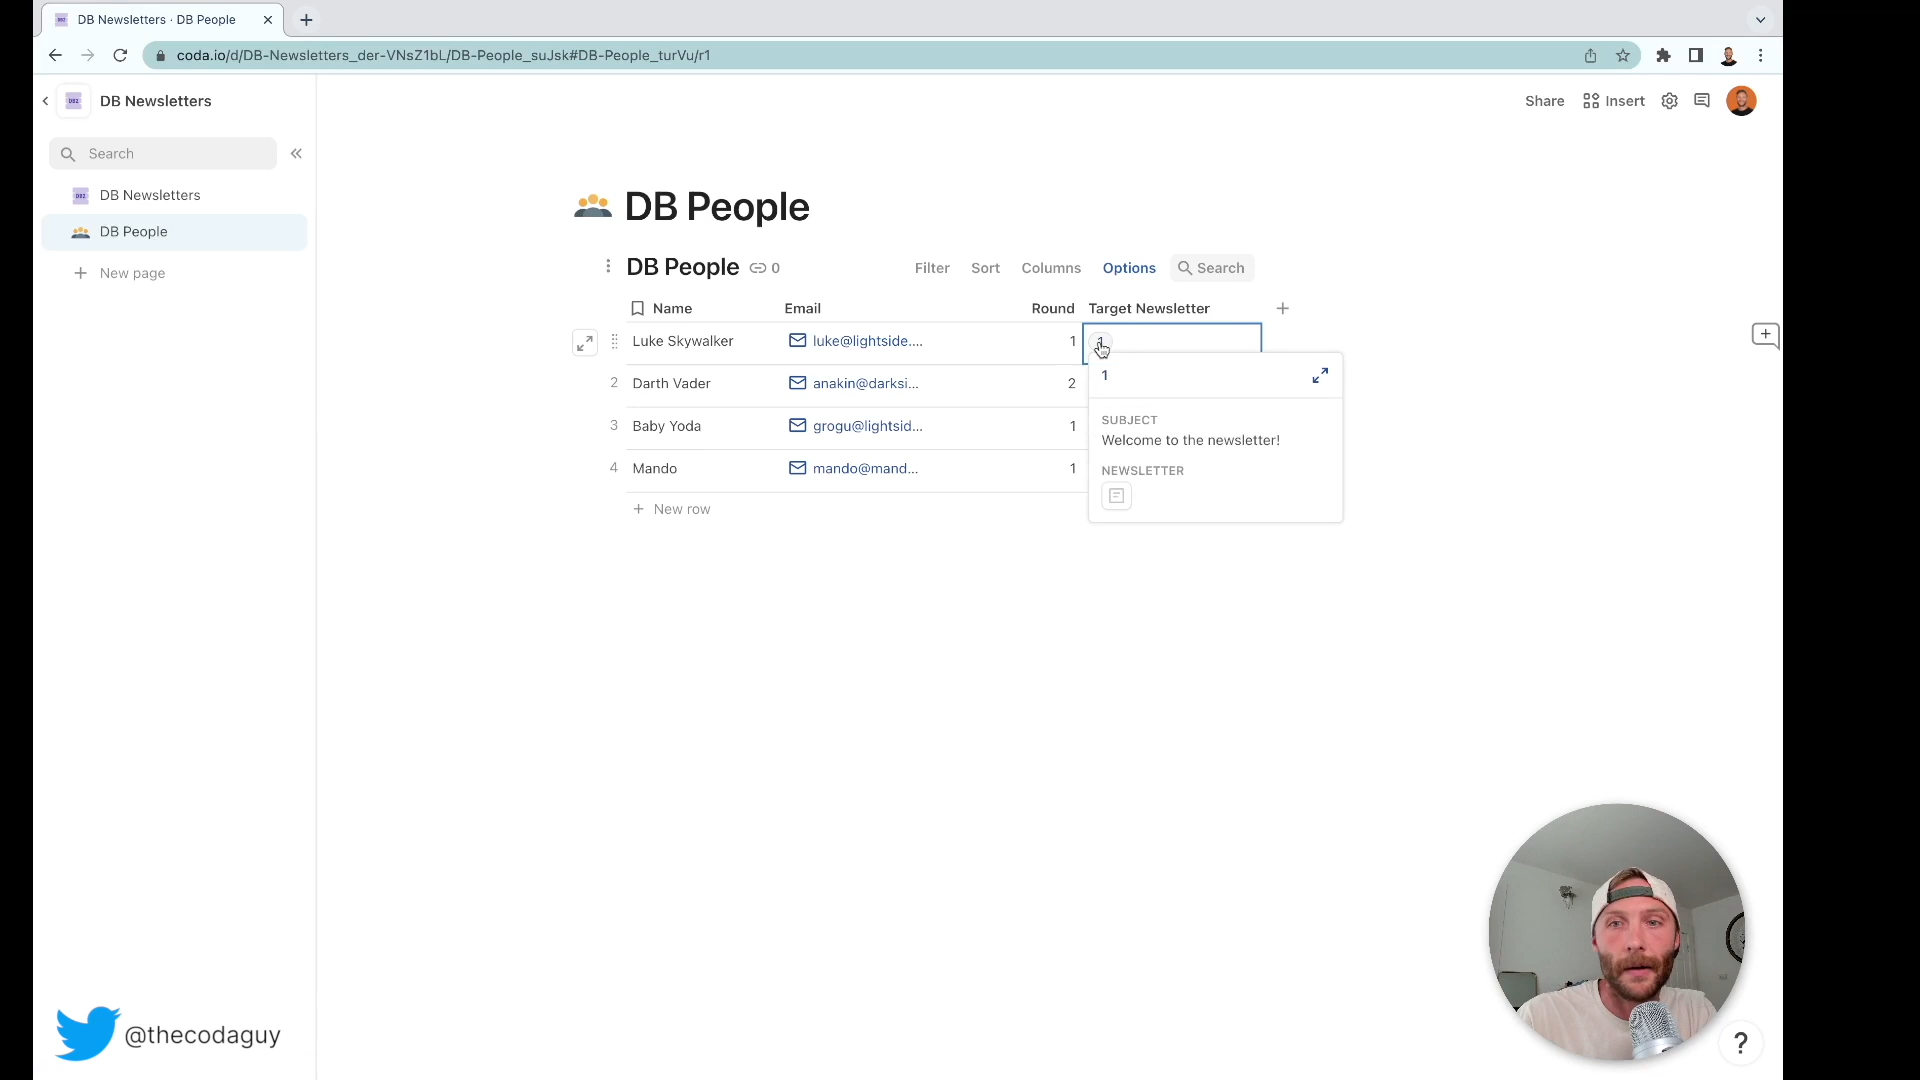 DB Newsletters · DB People
coda.io/d/DB-Newsletters_der-VNsZ1bL/DB-People_suJsk#DB-People_turVu/r1
DB2 DB Newsletters
Share Insert
Search
DB2 DB Newsletters
DB People
New page
DB People
DB People 0 Filter Sort Columns Options Search
Name Email Round Target Newsletter
Luke Skywalker luke@lightside.... 1
2 Darth Vader anakin@darksi... 2
3 Baby Yoda grogu@lightsid... 1
4 Mando mando@mand... 1
New row
1
SUBJECT
Welcome to the newsletter!
NEWSLETTER
@thecodaguy
?